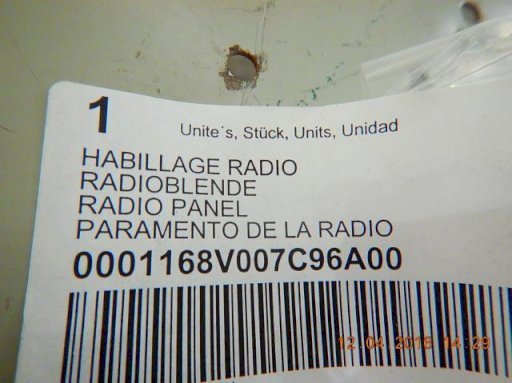 1 Unite´s, Stück, Units, Unidad
HABILLAGE RADIO
RADIOBLENDE
RADIO PANEL
PARAMENTO DE LA RADIO
0001168V007C96A00
12.04.2016 14:29